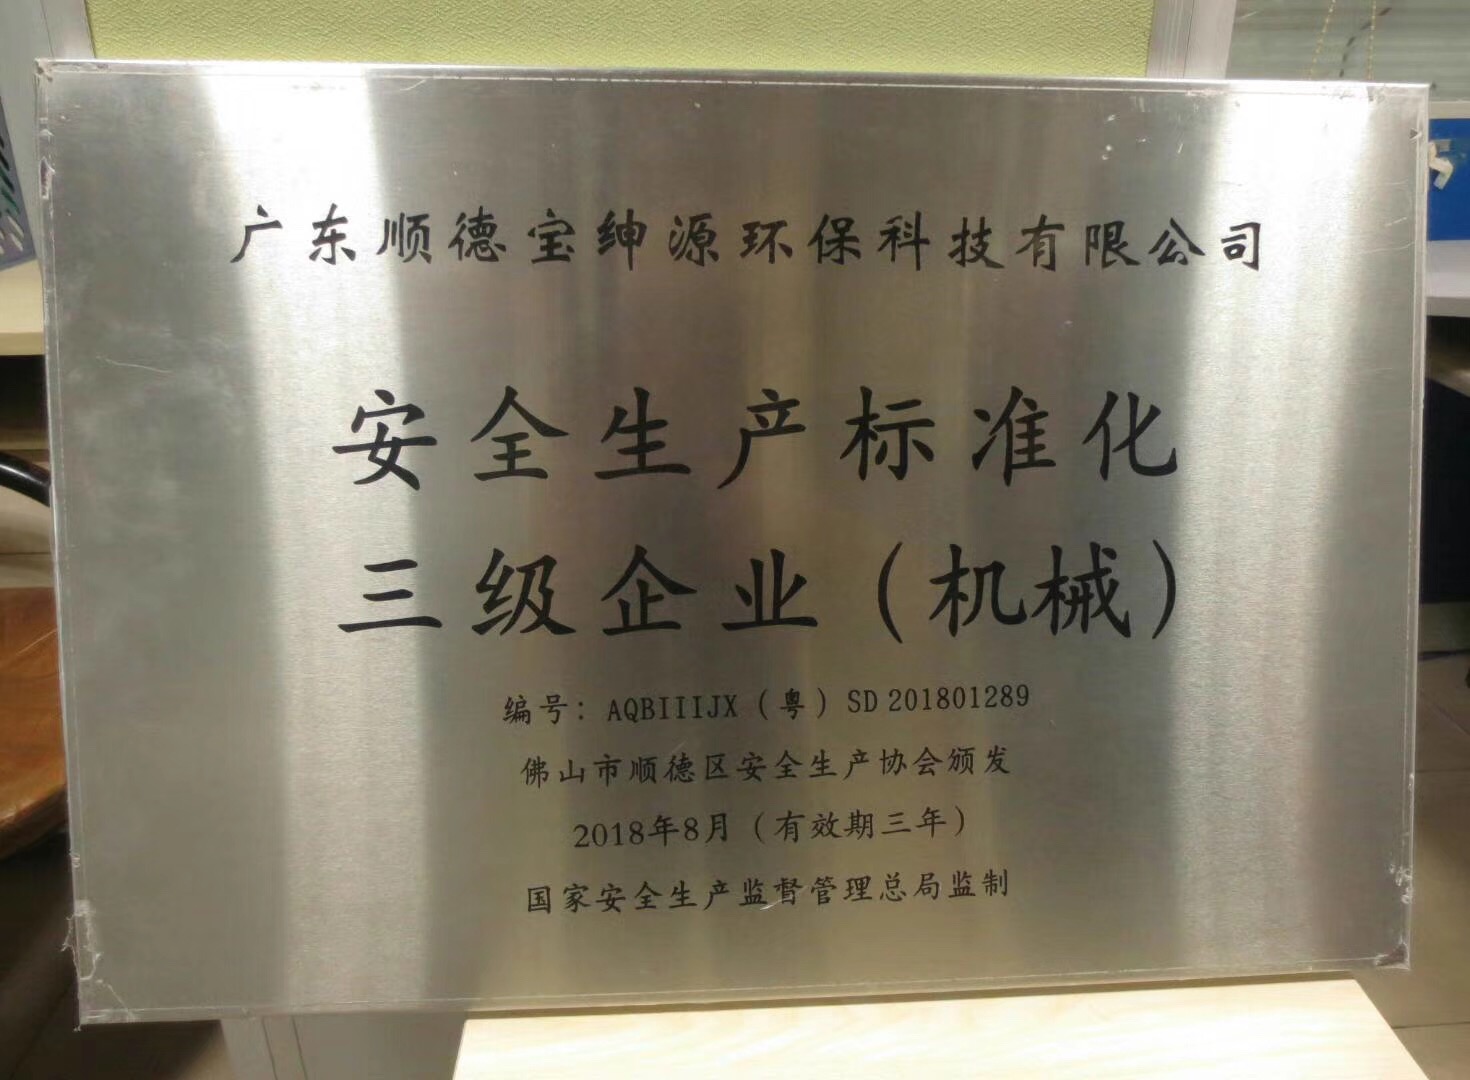 广东顺德宝绅源环保科技有限公司
安全生产标准化
三级企业（机械）
编号：AQBIIIJX（粤）SD 201801289
佛山市顺德区安全生产协会颁发
2018年8月（有效期三年）
国家安全生产监督管理总局监制